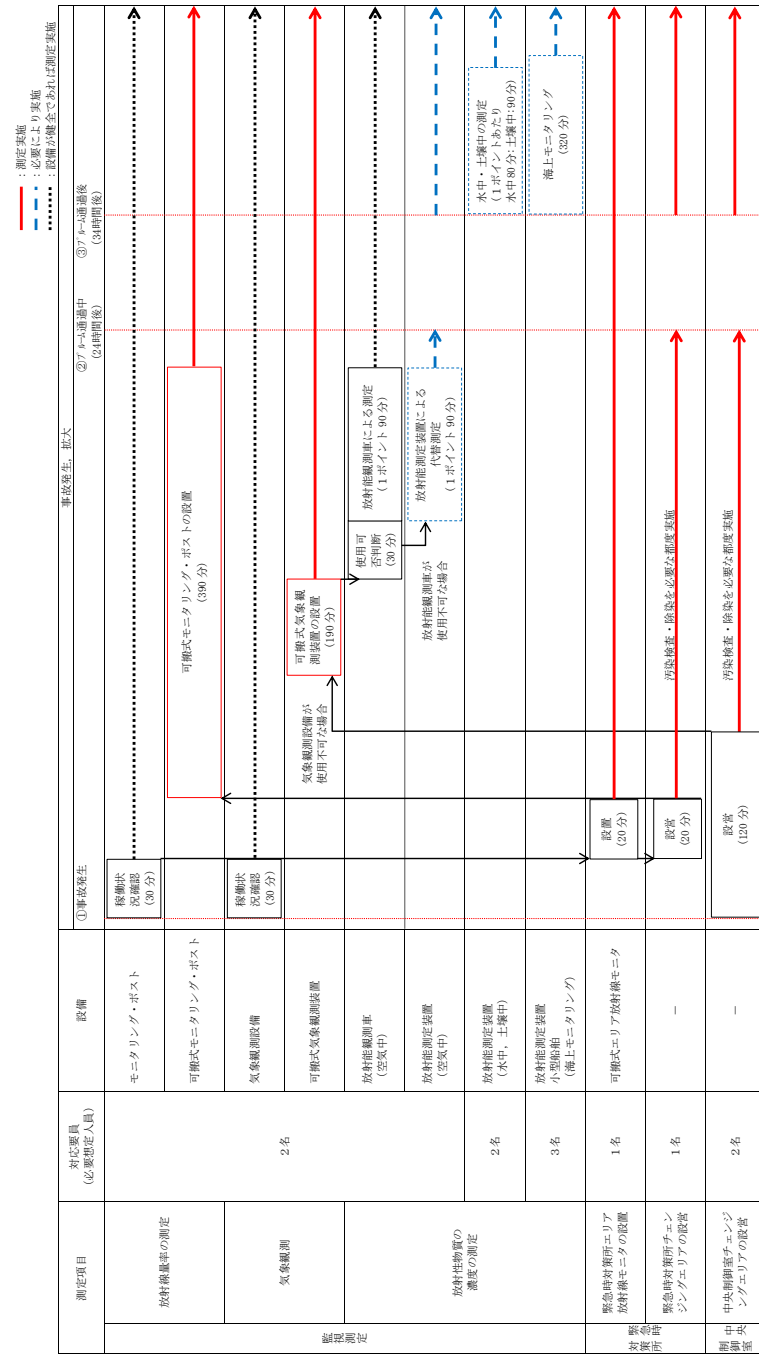 ：測定実施
：必要により実施
：設備が健全であれば測定実施
測定項目
対応要員
（必要想定人員）
設備
事故発生，拡大
①事故発生
②プルーム通過中
（24時間後）
③プルーム通過後
（34時間後）
監視測定
放射線量率の測定
2名
モニタリング・ポスト
稼働状
況確認
（30分）
可搬式モニタリング・ポスト
可搬式モニタリング・ポストの設置
（390分）
気象観測
気象観測設備
稼働状
況確認
（30分）
可搬式気象観測装置
気象観測設備が
使用不可な場合
可搬式気象観
測装置の設置
（190分）
放射性物質の
濃度の測定
放射能観測車
（空気中）
使用可
否判断
（30分）
放射能観測車による測定
（1ポイント90分）
放射能測定装置
（空気中）
放射能観測車が
使用不可な場合
放射能測定装置による
代替測定
（1ポイント90分）
2名
放射能測定装置
（水中，土壌中）
水中・土壌中の測定
（1ポイントあたり
水中80分:土壌中:90分）
3名
放射能測定装置
小型船舶
（海上モニタリング）
海上モニタリング
（320分）
緊急時
対策所
緊急時対策所エリア
放射線モニタの設置
1名
可搬式エリア放射線モニタ
設置
（20分）
緊急時対策所チェン
ジングエリアの設営
1名
－
設営
（20分）
汚染検査・除染を必要な都度実施
中央
制御室
中央制御室チェンジ
ングエリアの設営
2名
－
設営
（120分）
汚染検査・除染を必要な都度実施